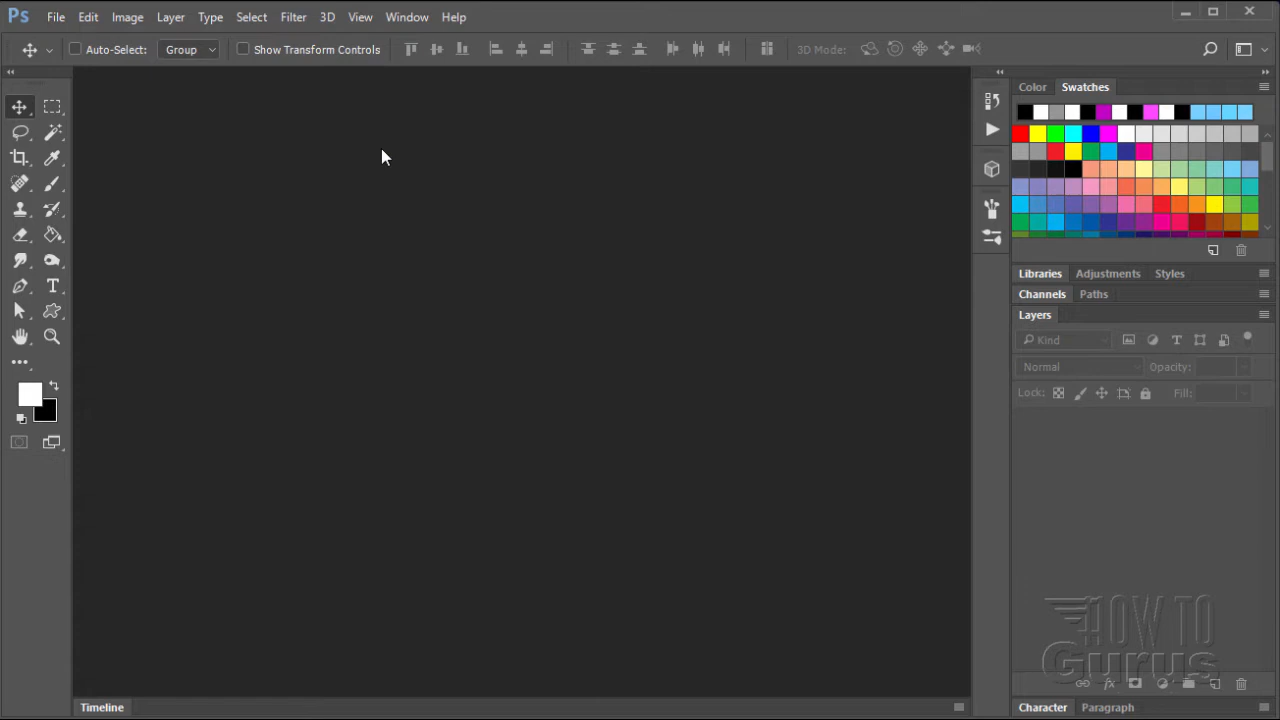 Ps File Edit Image Layer Type Select Filter 3D View Window Help
Auto-Select: Group Show Transform Controls 3D Mode:
Color Swatches
Libraries Adjustments Styles
Channels Paths
Layers
Kind
Normal Opacity:
Lock: Fill:
HOW TO
Gurus
Timeline
Character Paragraph